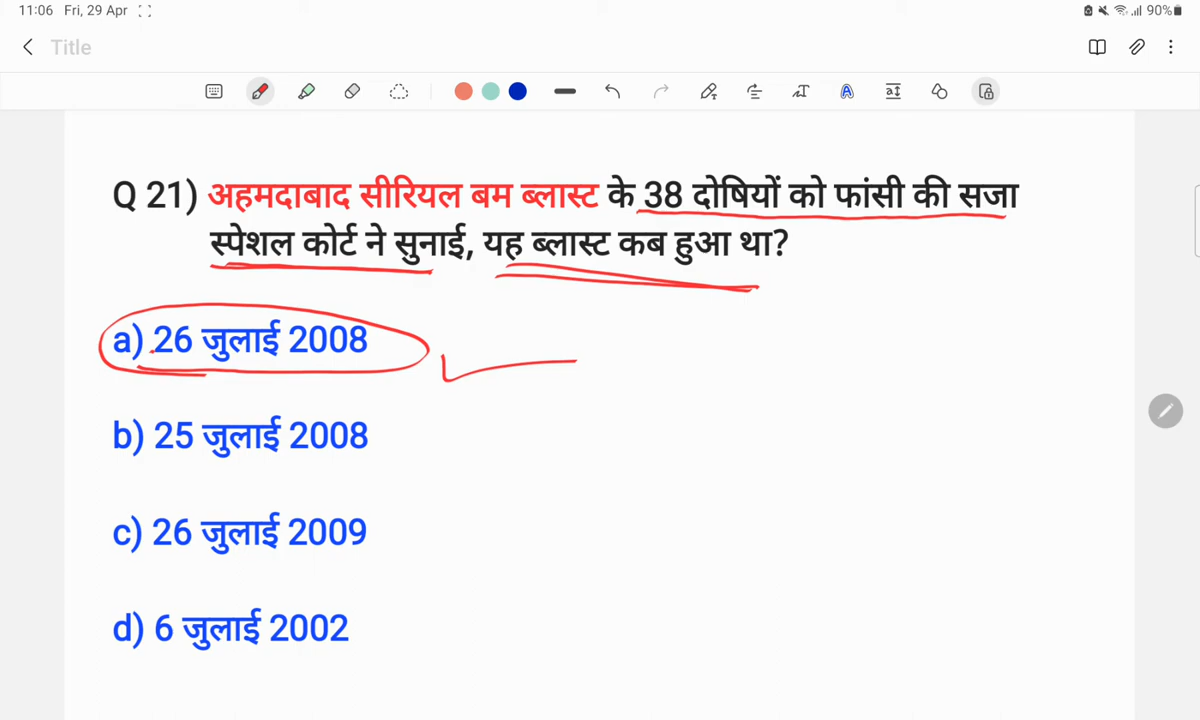 11:06 Fri, 29 Apr 90%
Title
Q 21) अहमदाबाद सीरियल बम ब्लास्ट के 38 दोषियों को फांसी की सजा
स्पेशल कोर्ट ने सुनाई, यह ब्लास्ट कब हुआ था?
a) 26 जुलाई 2008
b) 25 जुलाई 2008
c) 26 जुलाई 2009
d) 6 जुलाई 2002